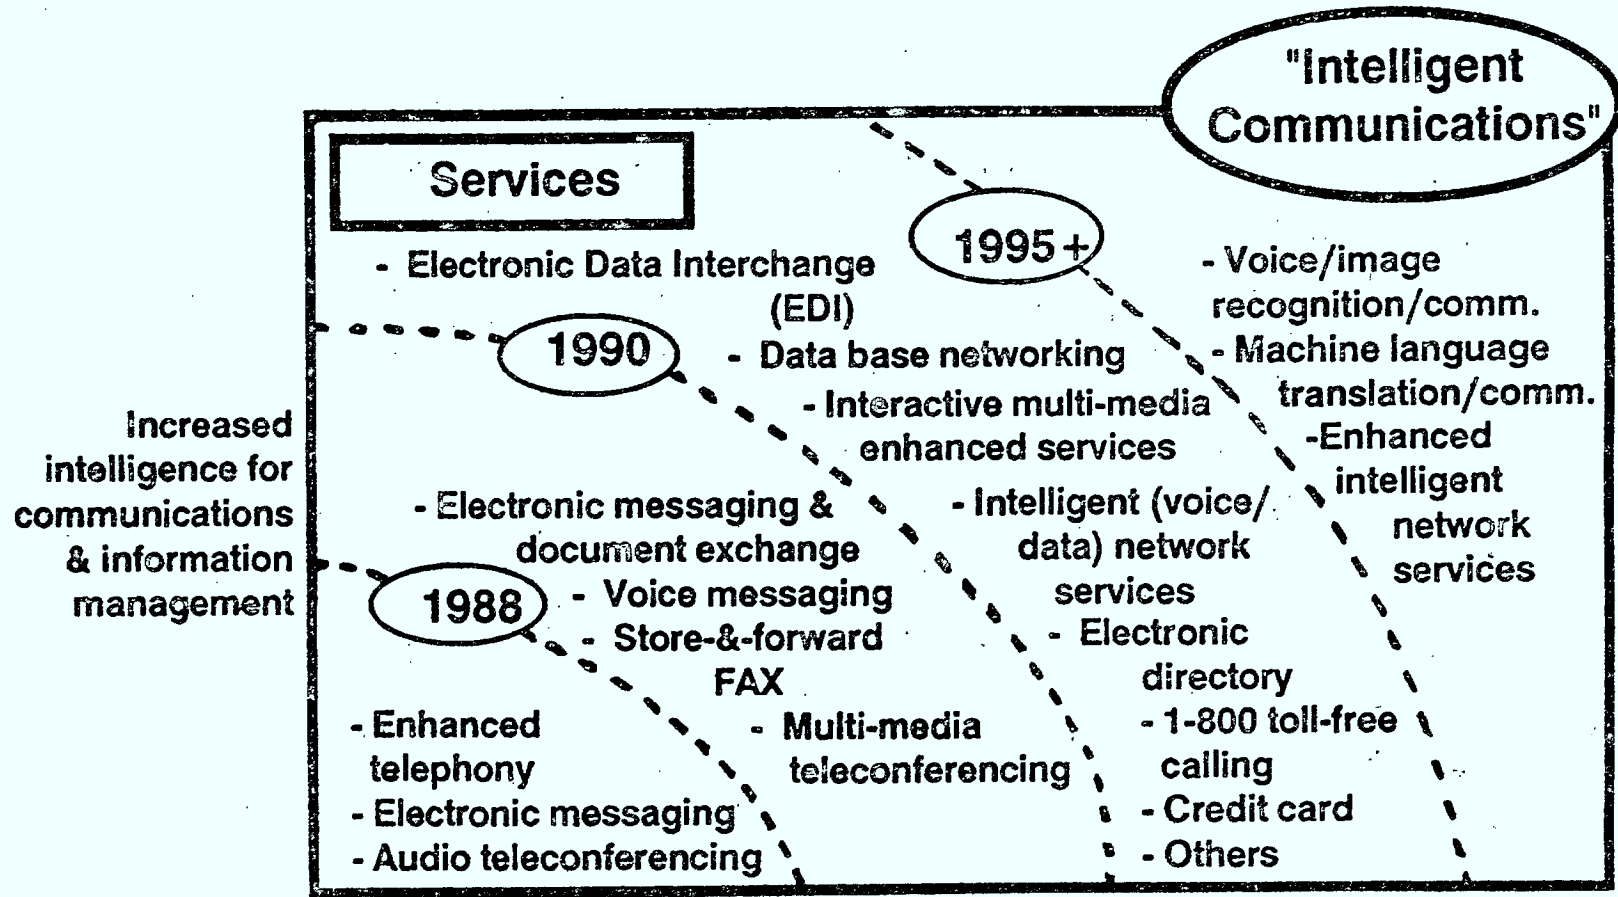 "Intelligent
Communications"
Services
1995+
- Electronic Data Interchange
(EDI)
- Data base networking
- Interactive multi-media
enhanced services
- Intelligent (voice/
data) network
services
- Electronic
directory
- 1-800 toll-free
calling
- Credit card
- Others
- Voice/image
recognition/comm.
- Machine language
translation/comm.
-Enhanced
intelligent
network
services
1990
- Electronic messaging &
document exchange
- Voice messaging
- Store-&-forward
FAX
- Multi-media
teleconferencing
Increased
intelligence for
communications
& information
management
1988
- Enhanced
telephony
- Electronic messaging
- Audio teleconferencing